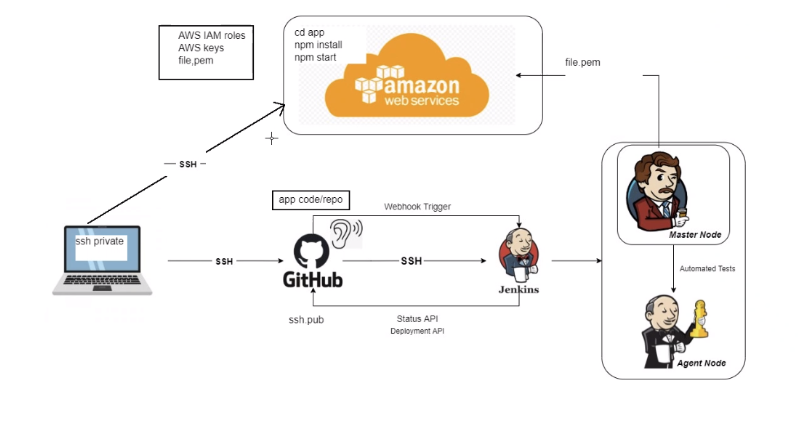 AWS IAM roles
AWS keys
file,pem
cd app
npm install
npm start
amazon
web services
file.pem
SSH
app code/repo
Webhook Trigger
ssh private
SSH
GitHub
SSH
Jenkins
Master Node
Automated Tests
ssh.pub
Status API
Deployment API
Agent Node